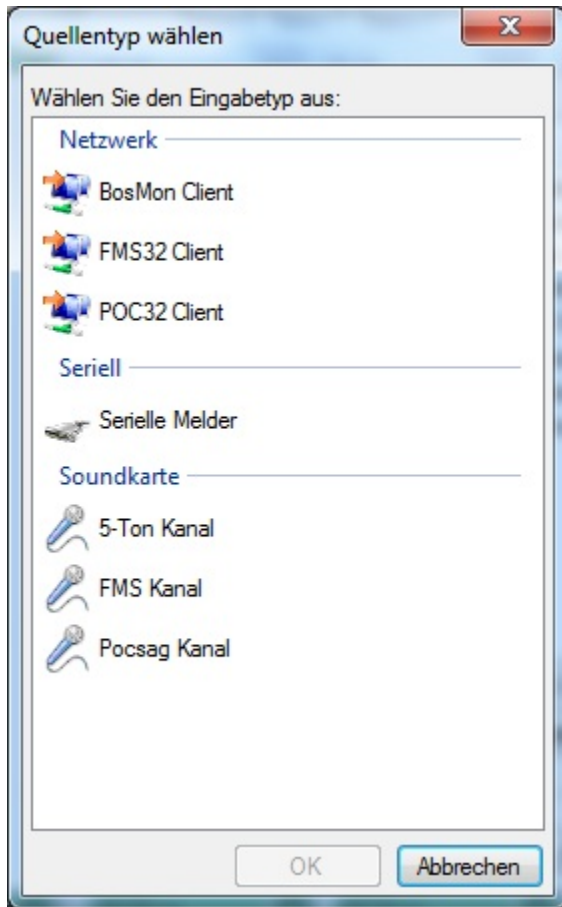 Quellentyp wählen
Wählen Sie den Eingabetyp aus:
Netzwerk
BosMon Client
FMS32 Client
POC32 Client
Seriell
Serielle Melder
Soundkarte
5-Ton Kanal
FMS Kanal
Pocsag Kanal
OK Abbrechen